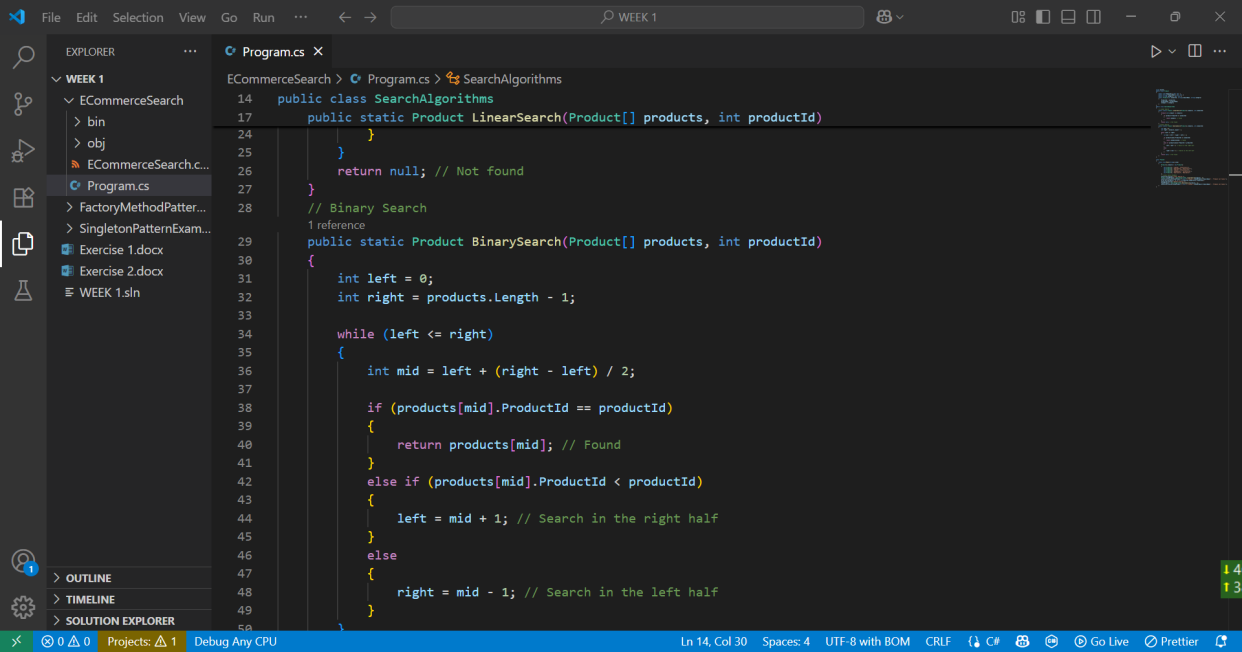 File Edit Selection View Go Run ··· WEEK 1
EXPLORER ···
WEEK 1
ECommerceSearch
bin
obj
ECommerceSearch.c...
Program.cs
FactoryMethodPatter...
SingletonPatternExam...
Exercise 1.docx
Exercise 2.docx
WEEK 1.sln
OUTLINE
TIMELINE
SOLUTION EXPLORER
1
Program.cs
ECommerceSearch > Program.cs > SearchAlgorithms
14 public class SearchAlgorithms
17 public static Product LinearSearch(Product[] products, int productId)
24 }
25 }
26 return null; // Not found
27 }
28 // Binary Search
1 reference
29 public static Product BinarySearch(Product[] products, int productId)
30 {
31 int left = 0;
32 int right = products.Length - 1;
33
34 while (left <= right)
35 {
36 int mid = left + (right - left) / 2;
37
38 if (products[mid].ProductId == productId)
39 {
40 return products[mid]; // Found
41 }
42 else if (products[mid].ProductId < productId)
43 {
44 left = mid + 1; // Search in the right half
45 }
46 else
47 {
48 right = mid - 1; // Search in the left half
49 }
50 }
↓ 4
↑ 3
0 0 Projects: 1 Debug Any CPU Ln 14, Col 30 Spaces: 4 UTF-8 with BOM CRLF C# Go Live Prettier